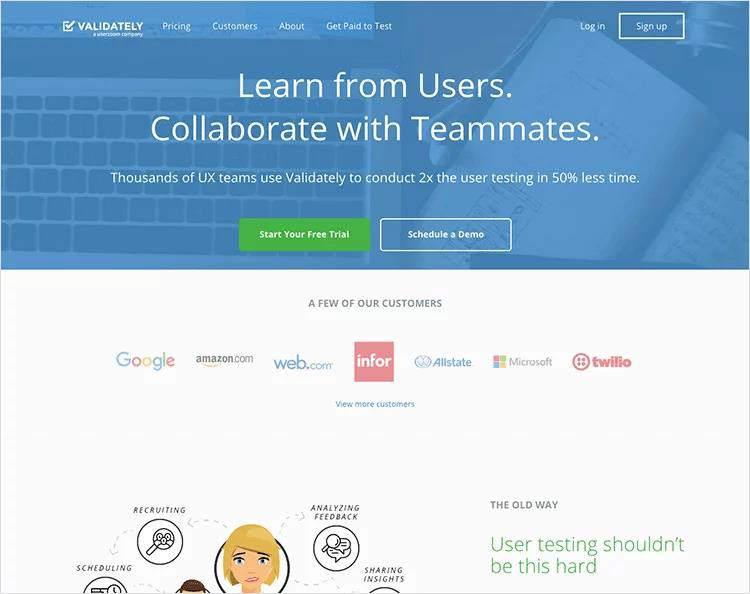 VALIDATELY
a userzoom company
Pricing
Customers
About
Get Paid to Test
Log in
Sign up
Learn from Users.
Collaborate with Teammates.
Thousands of UX teams use Validately to conduct 2x the user testing in 50% less time.
Start Your Free Trial
Schedule a Demo
A FEW OF OUR CUSTOMERS
Google
amazon.com
web.com
infor
Allstate
Microsoft
twilio
View more customers
RECRUITING
ANALYZING
FEEDBACK
SCHEDULING
SHARING
INSIGHTS
THE OLD WAY
User testing shouldn't
be this hard